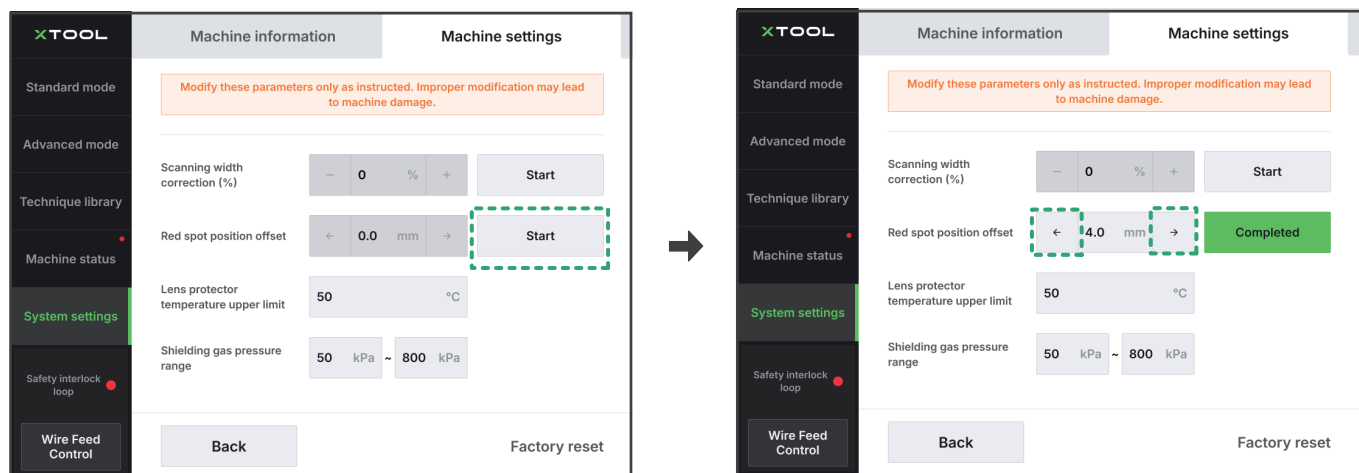 XTOOL
Machine information
Machine settings
Standard mode
Advanced mode
Technique library
Machine status
System settings
Safety interlock
loop
Wire Feed
Control
Modify these parameters only as instructed. Improper modification may lead
to machine damage.
Scanning width
correction (%)
− 0 % +
Start
Red spot position offset
← 0.0 mm →
Start
Lens protector
temperature upper limit
50 °C
Shielding gas pressure
range
50 kPa ~ 800 kPa
Back
Factory reset
XTOOL
Machine information
Machine settings
Standard mode
Advanced mode
Technique library
Machine status
System settings
Safety interlock
loop
Wire Feed
Control
Modify these parameters only as instructed. Improper modification may lead
to machine damage.
Scanning width
correction (%)
− 0 % +
Start
Red spot position offset
← 4.0 mm →
Completed
Lens protector
temperature upper limit
50 °C
Shielding gas pressure
range
50 kPa ~ 800 kPa
Back
Factory reset